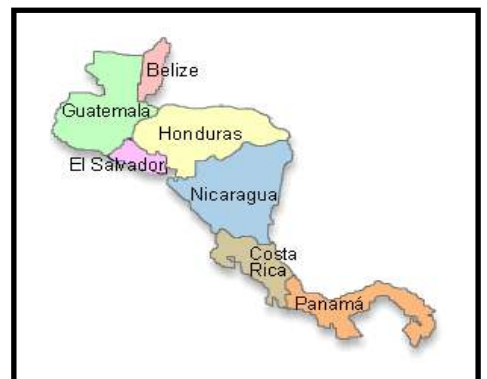 Belize
Guatemala
Honduras
El Salvador
Nicaragua
Costa
Rica
Panamá